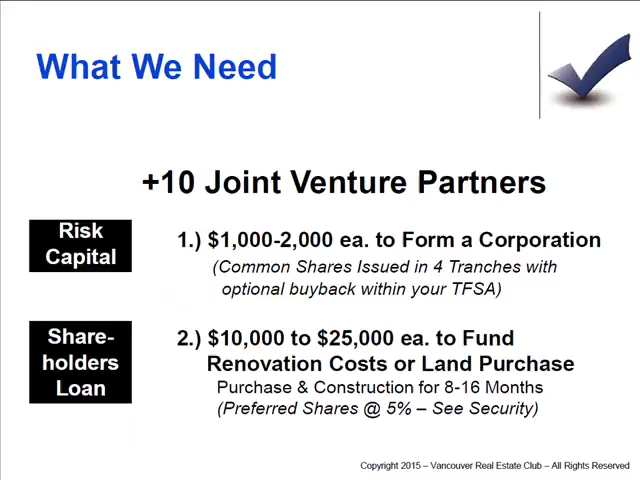 What We Need
+10 Joint Venture Partners
Risk
Capital
1.) $1,000-2,000 ea. to Form a Corporation
(Common Shares Issued in 4 Tranches with
optional buyback within your TFSA)
Share-
holders
Loan
2.) $10,000 to $25,000 ea. to Fund
Renovation Costs or Land Purchase
Purchase & Construction for 8-16 Months
(Preferred Shares @ 5% – See Security)
Copyright 2015 – Vancouver Real Estate Club – All Rights Reserved